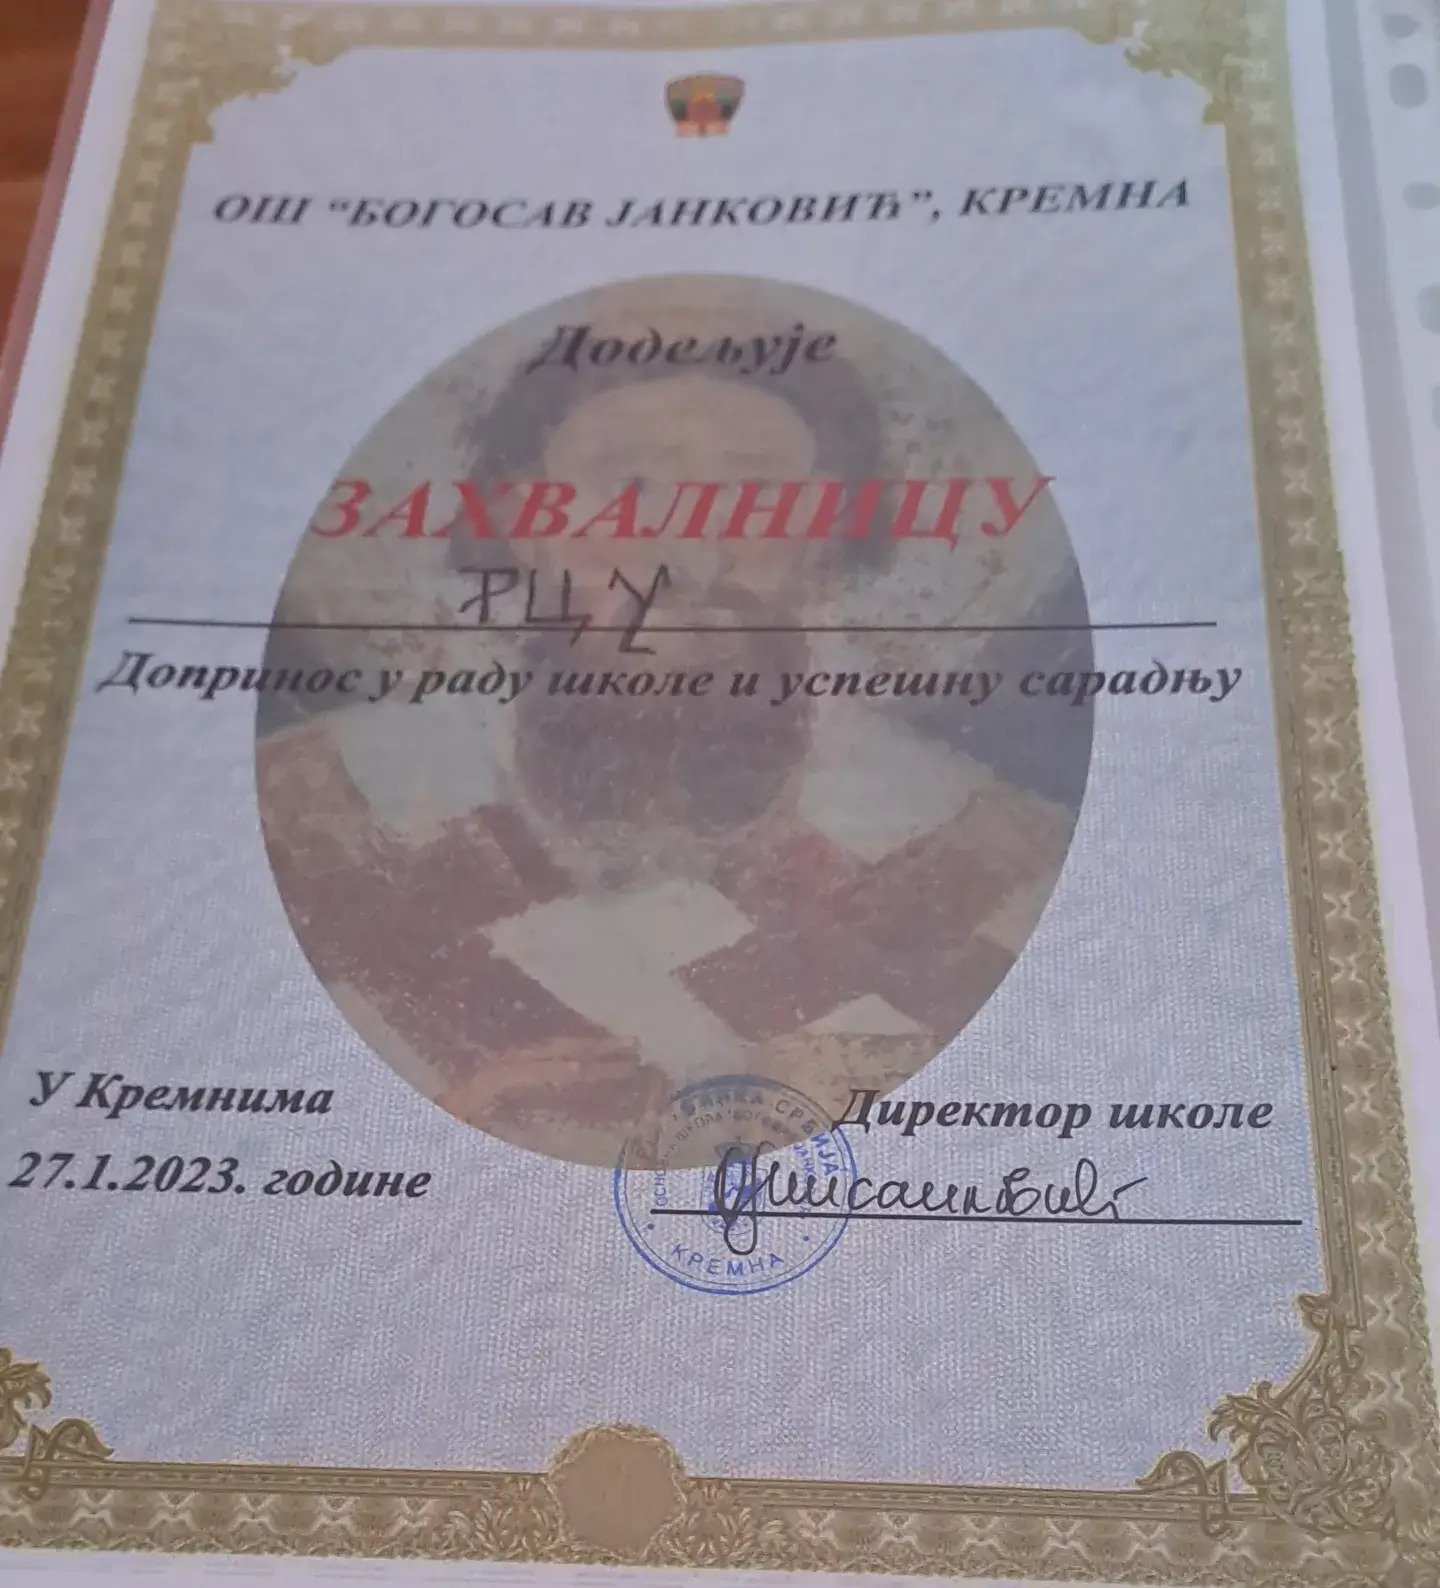 ОШ "БОГОСАВ ЈАНКОВИЋ", КРЕМНА
Додељује
ЗАХВАЛНИЦУ
РЦУ
Допринос у раду школе и успешну сарадњу
У Кремнима
27.1.2023. године
Директор школе
СРБИЈА
КРЕМНА